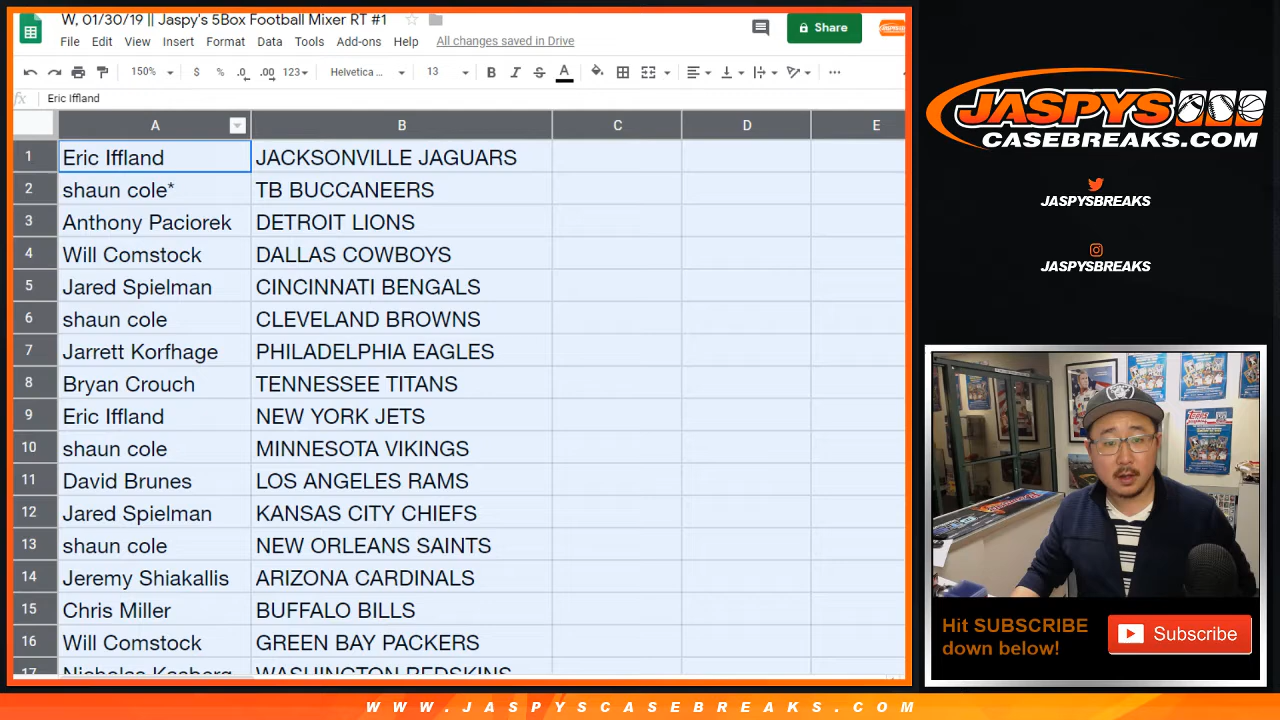 W, 01/30/19 || Jaspy's 5Box Football Mixer RT #1
File Edit View Insert Format Data Tools Add-ons Help All changes saved in Drive
Share
150% $ % .0 .00 123 Helvetica ... 13 B I S A ...
fx Eric Iffland
A B C D E
1 Eric Iffland JACKSONVILLE JAGUARS
2 shaun cole* TB BUCCANEERS
3 Anthony Paciorek DETROIT LIONS
4 Will Comstock DALLAS COWBOYS
5 Jared Spielman CINCINNATI BENGALS
6 shaun cole CLEVELAND BROWNS
7 Jarrett Korfhage PHILADELPHIA EAGLES
8 Bryan Crouch TENNESSEE TITANS
9 Eric Iffland NEW YORK JETS
10 shaun cole MINNESOTA VIKINGS
11 David Brunes LOS ANGELES RAMS
12 Jared Spielman KANSAS CITY CHIEFS
13 shaun cole NEW ORLEANS SAINTS
14 Jeremy Shiakallis ARIZONA CARDINALS
15 Chris Miller BUFFALO BILLS
16 Will Comstock GREEN BAY PACKERS
17 Nicholas Kasberg WASHINGTON REDSKINS
JASPYS
CASEBREAKS.COM
JASPYSBREAKS
JASPYSBREAKS
Hit SUBSCRIBE
down below!
Subscribe
WWW.JASPYSCASEBREAKS.COM